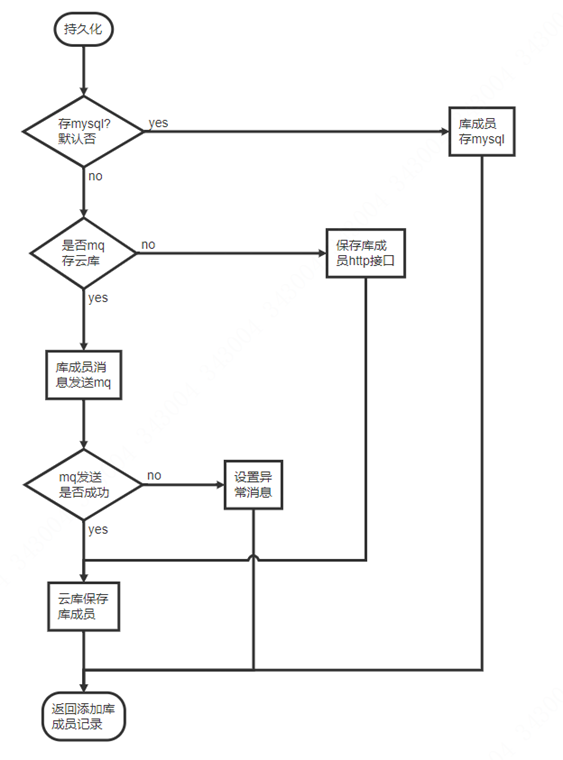 持久化
存mysql?
默认否
yes
库成员
存mysql
no
是否mq
存云库
no
保存库成
员http接口
yes
库成员消
息发送mq
mq发送
是否成功
no
设置异
常消息
yes
云库保存
库成员
返回添加库
成员记录